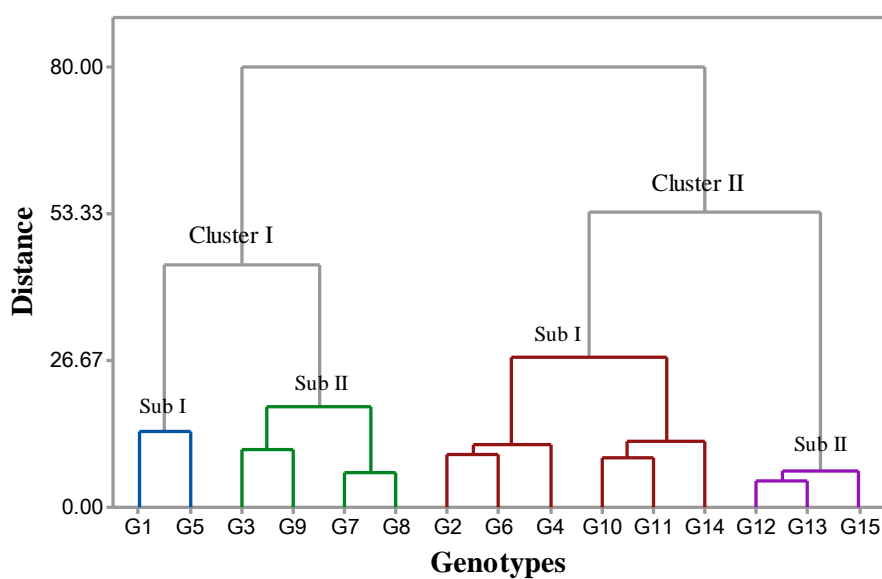 80.00
Cluster II
53.33
Cluster I
Distance
Sub I
26.67
Sub II
Sub I
Sub II
0.00
G1 G5 G3 G9 G7 G8 G2 G6 G4 G10 G11 G14 G12 G13 G15
Genotypes